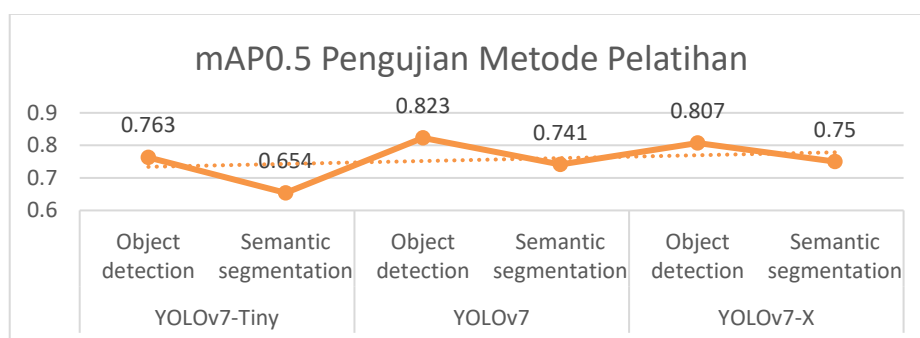 mAP0.5 Pengujian Metode Pelatihan
0.9
0.8
0.7
0.6
0.763
0.654
0.823
0.741
0.807
0.75
Object detection
Semantic segmentation
Object detection
Semantic segmentation
Object detection
Semantic segmentation
YOLOv7-Tiny
YOLOv7
YOLOv7-X